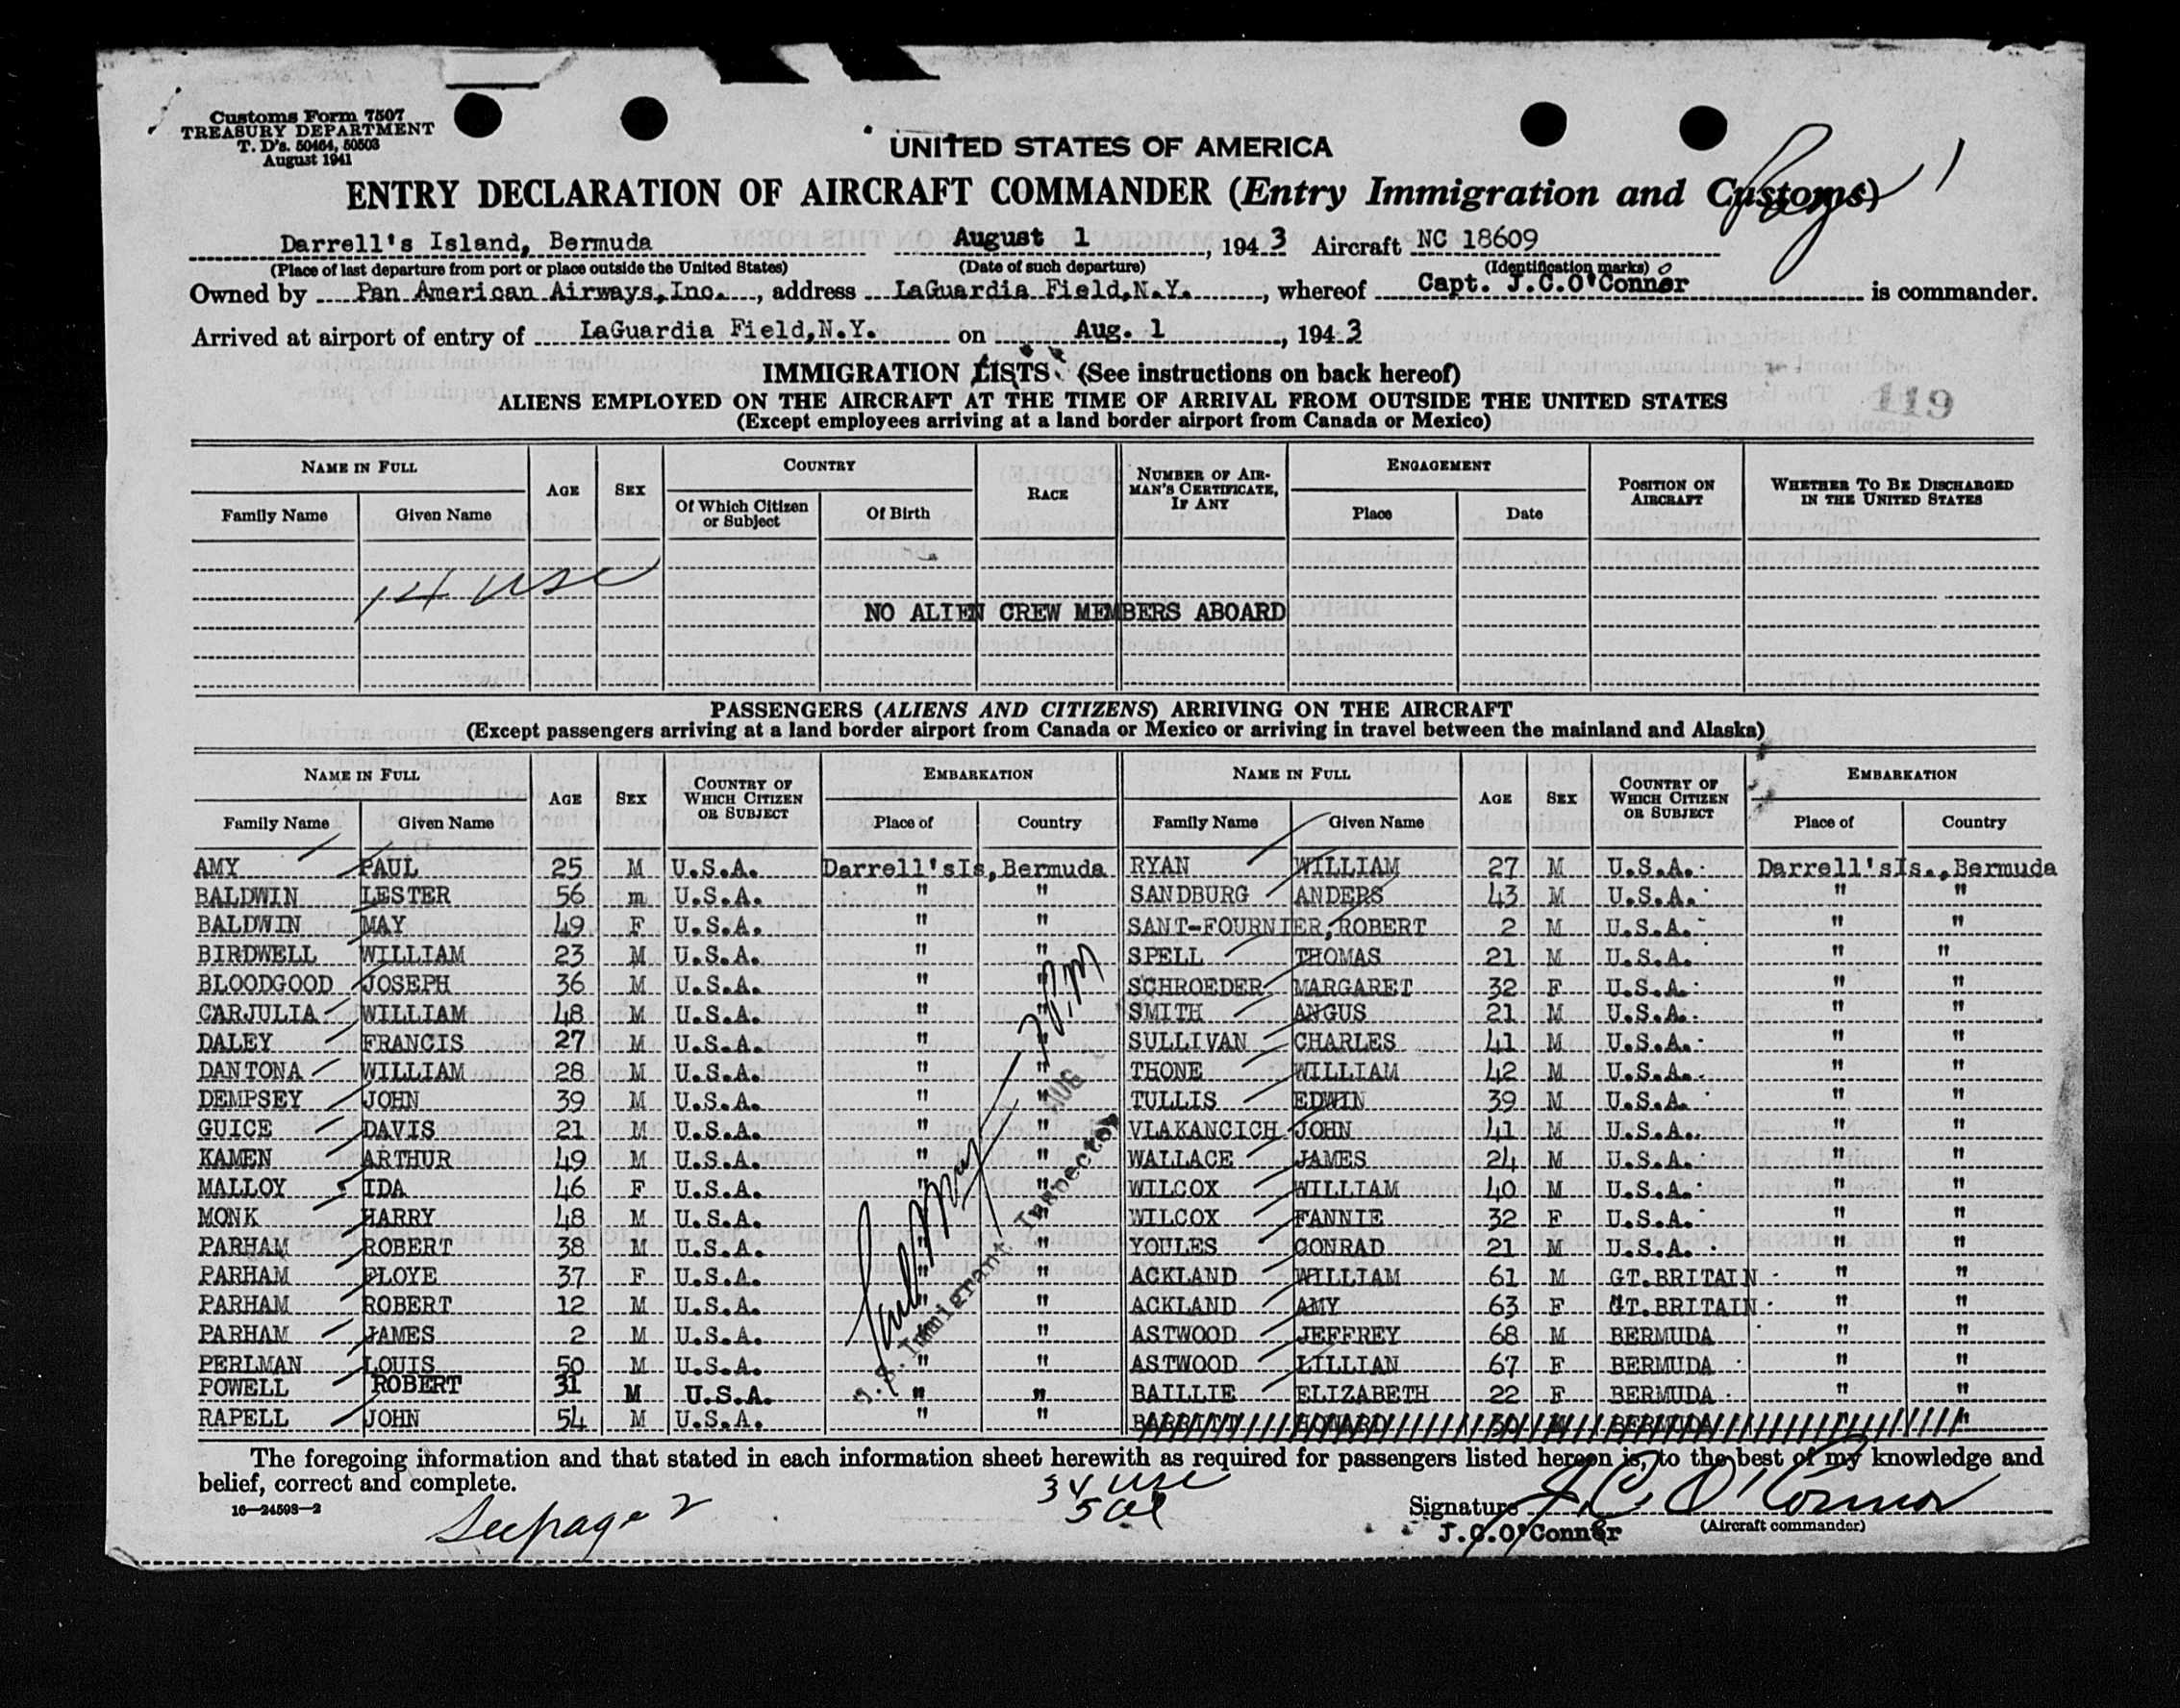 Customs Form 7507
TREASURY DEPARTMENT
T. D's. 50464, 50503
August 1941
UNITED STATES OF AMERICA
ENTRY DECLARATION OF AIRCRAFT COMMANDER (Entry Immigration and Customs)
Page 1
Darrell's Island, Bermuda August 1, 1943 Aircraft NC 18609
(Place of last departure from port or place outside the United States) (Date of such departure) (Identification marks)
Owned by Pan American Airways, Inc., address LaGuardia Field, N.Y., whereof Capt. J.C.O'Connor is commander.
Arrived at airport of entry of LaGuardia Field, N.Y. on Aug. 1, 1943
IMMIGRATION LISTS (See instructions on back hereof)
119
ALIENS EMPLOYED ON THE AIRCRAFT AT THE TIME OF ARRIVAL FROM OUTSIDE THE UNITED STATES
(Except employees arriving at a land border airport from Canada or Mexico)
NAME IN FULL AGE SEX COUNTRY RACE NUMBER OF AIRMAN'S CERTIFICATE, IF ANY ENGAGEMENT POSITION ON AIRCRAFT WHETHER TO BE DISCHARGED IN THE UNITED STATES
Family Name Given Name Of Which Citizen or Subject Of Birth Place Date
14 USC
NO ALIEN CREW MEMBERS ABOARD
PASSENGERS (ALIENS AND CITIZENS) ARRIVING ON THE AIRCRAFT
(Except passengers arriving at a land border airport from Canada or Mexico or arriving in travel between the mainland and Alaska)
NAME IN FULL AGE SEX COUNTRY OF WHICH CITIZEN OR SUBJECT EMBARKATION NAME IN FULL AGE SEX COUNTRY OF WHICH CITIZEN OR SUBJECT EMBARKATION
Family Name Given Name Place of Country Family Name Given Name Place of Country
AMY PAUL 25 M U.S.A. Darrell'sIs, Bermuda RYAN WILLIAM 27 M U.S.A. Darrell'sIs., Bermuda
BALDWIN LESTER 56 m U.S.A. " " SANDBURG ANDERS 43 M U.S.A. " "
BALDWIN MAY 49 F U.S.A. " " SANT-FOURNIER, ROBERT 2 M U.S.A. " "
BIRDWELL WILLIAM 23 M U.S.A. " " SPELL THOMAS 21 M U.S.A. " "
BLOODGOOD JOSEPH 36 M U.S.A. " " SCHROEDER MARGARET 32 F U.S.A. " "
CARJULIA WILLIAM 48 M U.S.A. " " SMITH ANGUS 21 M U.S.A. " "
DALEY FRANCIS 27 M U.S.A. " " SULLIVAN CHARLES 41 M U.S.A. " "
DANTONA WILLIAM 28 M U.S.A. " " THONE WILLIAM 42 M U.S.A. " "
DEMPSEY JOHN 39 M U.S.A. " " TULLIS EDWIN 39 M U.S.A. " "
GUICE DAVIS 21 M U.S.A. " " VLAKANCICH JOHN 41 M U.S.A. " "
KAMEN ARTHUR 49 M U.S.A. " " WALLACE JAMES 24 M U.S.A. " "
MALLOY IDA 46 F U.S.A. " " WILCOX WILLIAM 40 M U.S.A. " "
MONK HARRY 48 M U.S.A. " " WILCOX FANNIE 32 F U.S.A. " "
PARHAM ROBERT 38 M U.S.A. " " YOULES CONRAD 21 M U.S.A. " "
PARHAM FLOYE 37 F U.S.A. " " ACKLAND WILLIAM 61 M GT.BRITAIN " "
PARHAM ROBERT 12 M U.S.A. " " ACKLAND AMY 63 F GT.BRITAIN " "
PARHAM JAMES 2 M U.S.A. " " ASTWOOD JEFFREY 68 M BERMUDA " "
PERLMAN LOUIS 50 M U.S.A. " " ASTWOOD LILLIAN 67 F BERMUDA " "
POWELL ROBERT 31 M U.S.A. " " BAILLIE ELIZABETH 22 F BERMUDA " "
RAPELL JOHN 54 M U.S.A. " "
AUG
Immigrant Inspector
The foregoing information and that stated in each information sheet herewith as required for passengers listed hereon is, to the best of my knowledge and
belief, correct and complete.
16—24593—2
See page 2
34 USC
5 al
Signature J. C. O'Connor
(Aircraft commander)
J.C.O'Connor